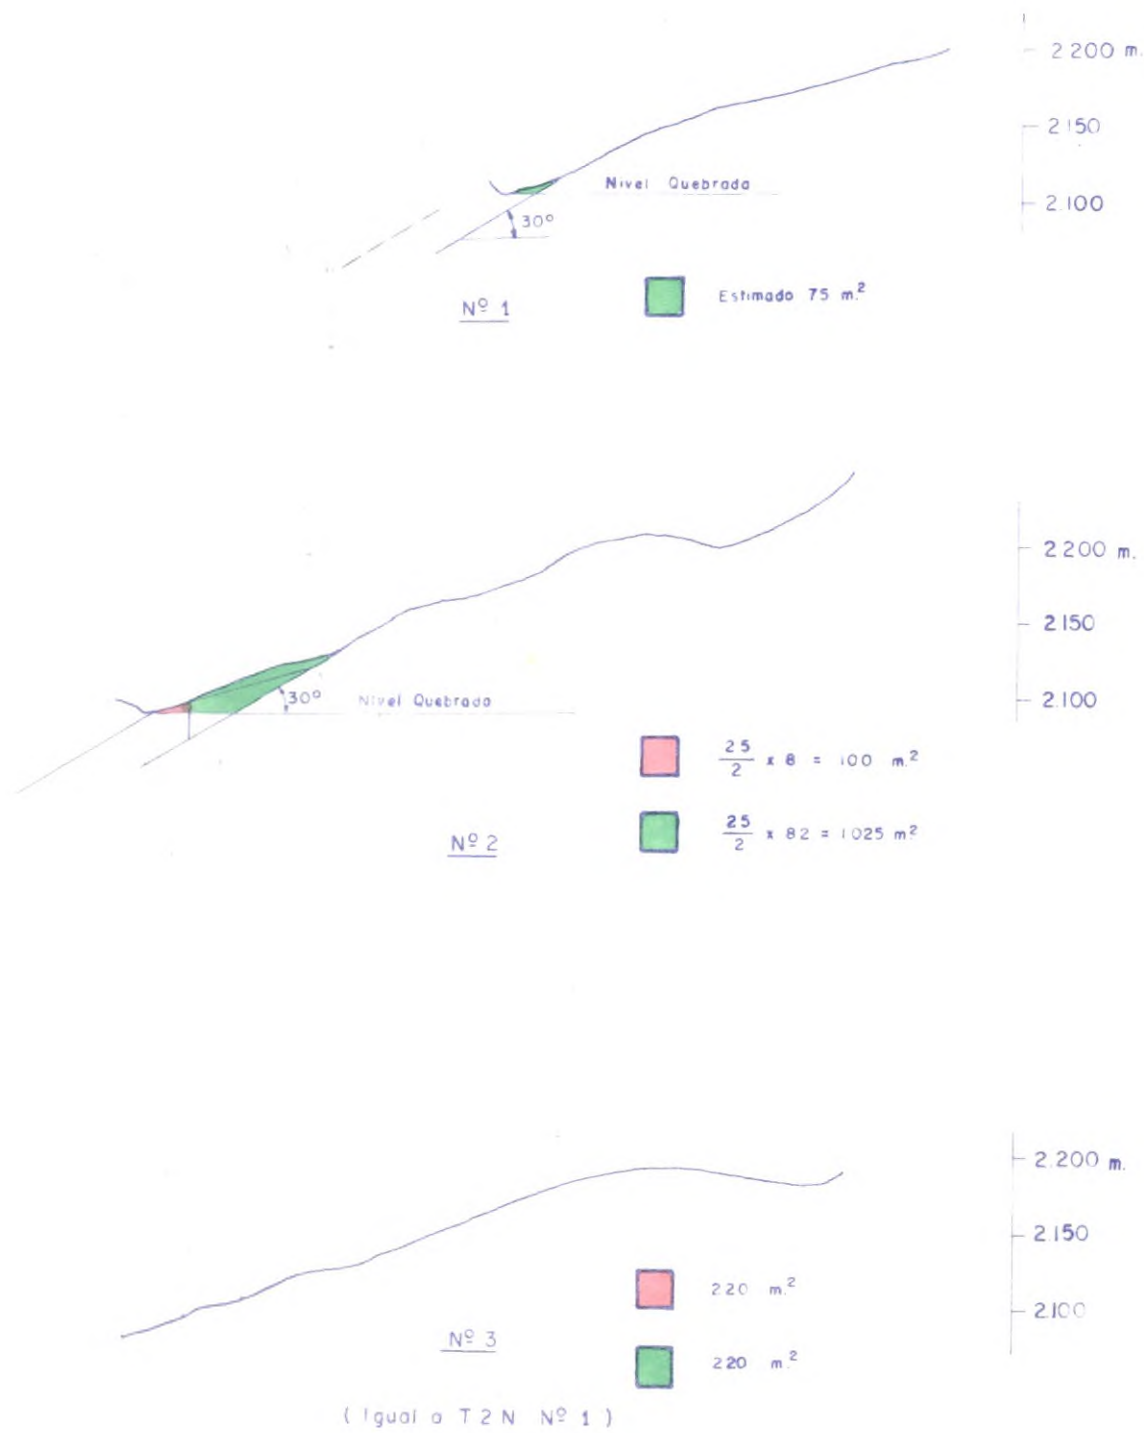 2 200 m.
2 150
Nivel Quebrada
2.100
30º
Estimado 75 m.²
Nº 1
2 200 m.
2.150
30º Nivel Quebrada
2.100
25/2 x 8 = 100 m.²
25/2 x 82 = 1025 m²
Nº 2
2.200 m.
2.150
220 m.²
2.100
Nº 3
220 m.²
( Igual a T 2 N Nº 1 )